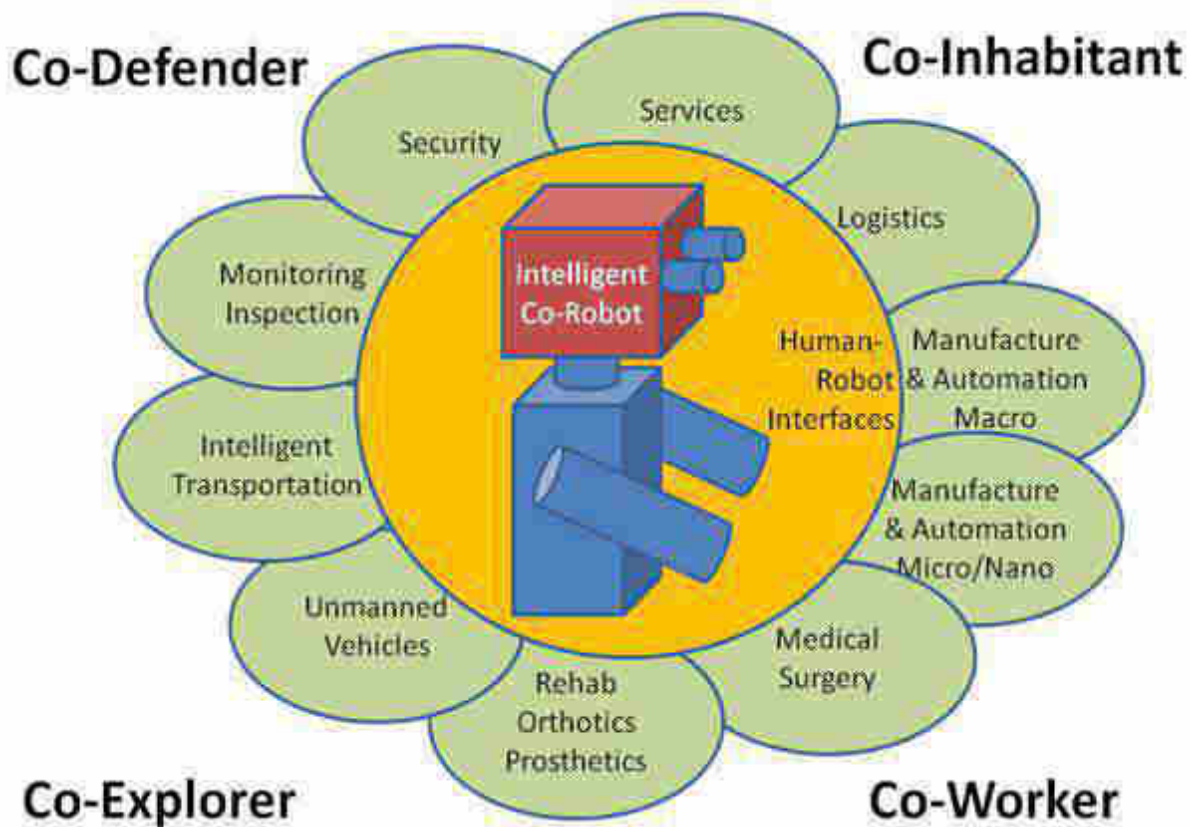 Co-Defender
Co-Inhabitant
Services
Security
Logistics
Monitoring
Inspection
Intelligent
Co-Robot
Human-
Robot
Interfaces
Manufacture
& Automation
Macro
Intelligent
Transportation
Manufacture
& Automation
Micro/Nano
Unmanned
Vehicles
Medical
Surgery
Rehab
Orthotics
Prosthetics
Co-Explorer
Co-Worker